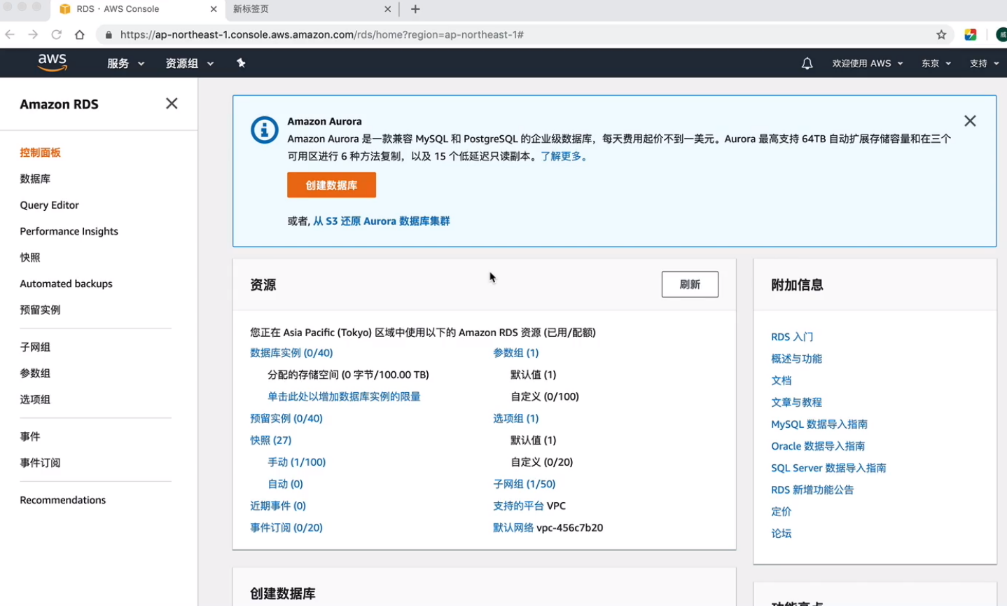 RDS · AWS Console
新标签页
https://ap-northeast-1.console.aws.amazon.com/rds/home?region=ap-northeast-1#
aws
服务
资源组
欢迎使用 AWS
东京
支持
Amazon RDS
控制面板
数据库
Query Editor
Performance Insights
快照
Automated backups
预留实例
子网组
参数组
选项组
事件
事件订阅
Recommendations
Amazon Aurora
Amazon Aurora 是一款兼容 MySQL 和 PostgreSQL 的企业级数据库，每天费用起价不到一美元。Aurora 最高支持 64TB 自动扩展存储容量和在三个
可用区进行 6 种方法复制，以及 15 个低延迟只读副本。了解更多。
创建数据库
或者, 从 S3 还原 Aurora 数据库集群
资源
刷新
您正在 Asia Pacific (Tokyo) 区域中使用以下的 Amazon RDS 资源 (已用/配额)
数据库实例 (0/40)
分配的存储空间 (0 字节/100.00 TB)
单击此处以增加数据库实例的限量
预留实例 (0/40)
快照 (27)
手动 (1/100)
自动 (0)
近期事件 (0)
事件订阅 (0/20)
参数组 (1)
默认值 (1)
自定义 (0/100)
选项组 (1)
默认值 (1)
自定义 (0/20)
子网组 (1/50)
支持的平台 VPC
默认网络 vpc-456c7b20
附加信息
RDS 入门
概述与功能
文档
文章与教程
MySQL 数据导入指南
Oracle 数据导入指南
SQL Server 数据导入指南
RDS 新增功能公告
定价
论坛
创建数据库